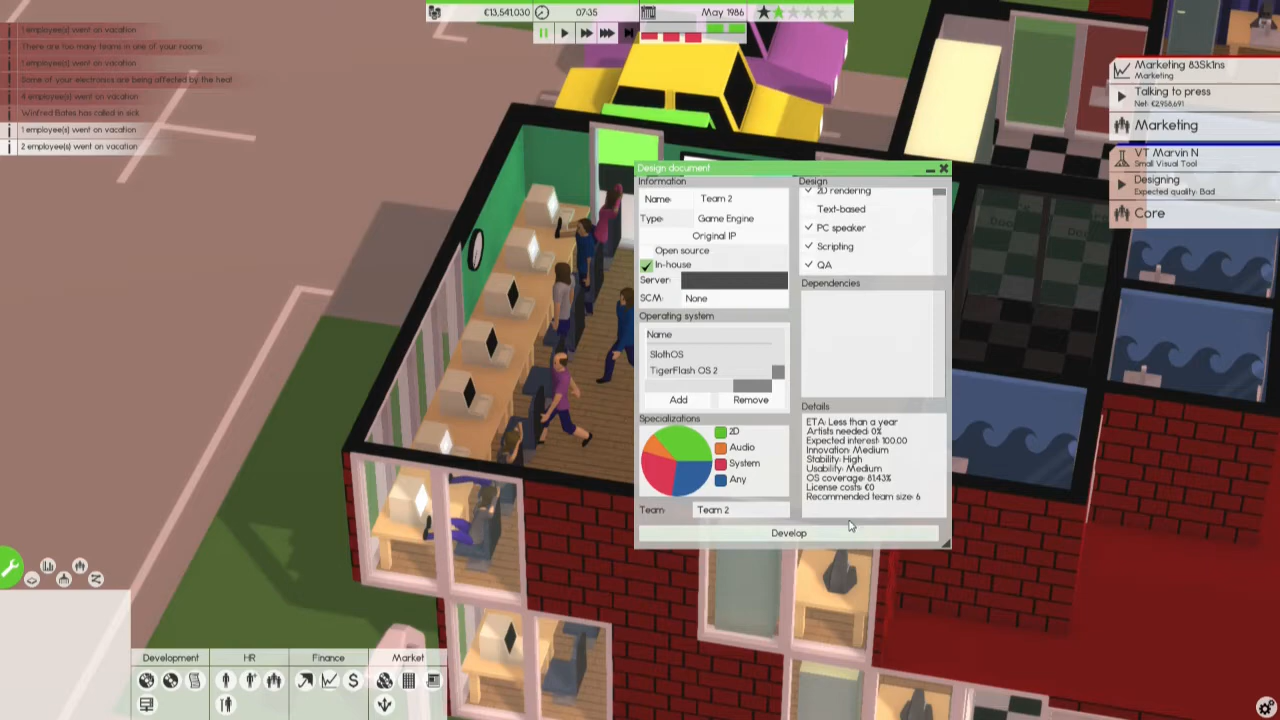 €13,541,030
07:35
May 1986
1 employee(s) went on vacation
There are too many teams in one of your rooms
1 employee(s) went on vacation
Some of your electronics are being affected by the heat
4 employee(s) went on vacation
Winifred Bates has called in sick
1 employee(s) went on vacation
2 employee(s) went on vacation
Marketing 83Sk1ns
Marketing
Talking to press
Net: €2,958,691
Marketing
VT Marvin N
Small Visual Tool
Designing
Expected quality: Bad
Core
Design document
Information
Name: Team 2
Type: Game Engine
Original IP
Open source
In-house
Server:
SCM: None
Operating system
Name
SlothOS
TigerFlash OS 2
Add Remove
Specializations
2D
Audio
System
Any
Team: Team 2
Design
2D rendering
Text-based
PC speaker
Scripting
QA
Dependencies
Details
ETA: Less than a year
Artists needed: 0%
Expected interest: 100.00
Innovation: Medium
Stability: High
Usability: Medium
OS coverage: 81.43%
License costs: €0
Recommended team size: 6
Develop
Development HR Finance Market